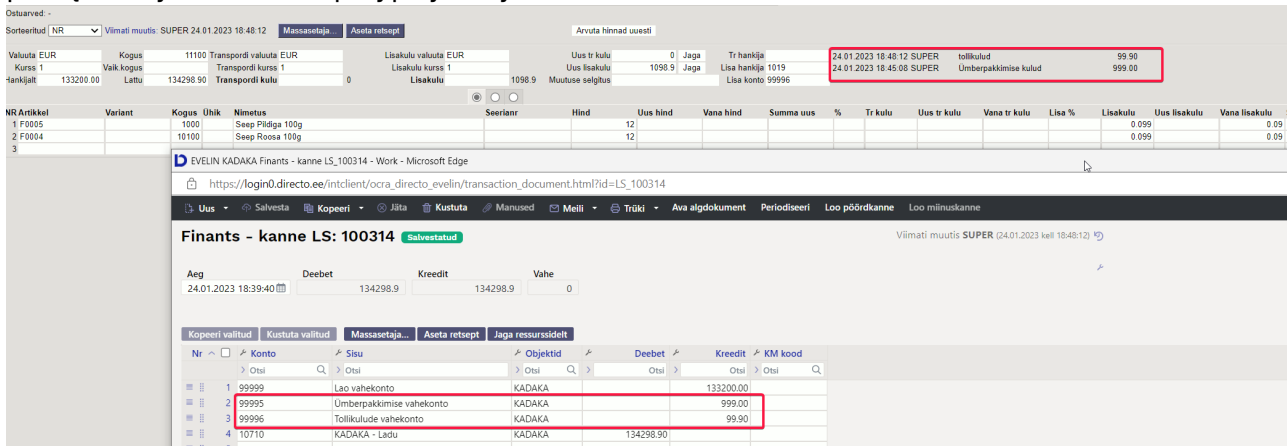 Ostuarved: -
Sorteeritud NR Viimati muutis: SUPER 24.01.2023 18:48:12 Massasetaja... Aseta retsept Arvuta hinnad uuesti
Valuuta EUR Kogus 11100 Transpordi valuuta EUR Lisakulu valuuta EUR Uus tr kulu 0 Jaga Tr hankija 24.01.2023 18:48:12 SUPER tollikulud 99.90
Kurss 1 Vaik.kogus Transpordi kurss 1 Lisakulu kurss 1 Uus lisakulu 1098.9 Jaga Lisa hankija 1019 24.01.2023 18:45:08 SUPER Ümberpakkimise kulud 999.00
Hankijalt 133200.00 Lattu 134298.90 Transpordi kulu 0 Lisakulu 1098.9 Muutuse selgitus Lisa konto 99996
NR Artikkel Variant Kogus Ühik Nimetus Seerianr Hind Uus hind Vana hind Summa uus % Tr kulu Uus tr kulu Vana tr kulu Lisa % Lisakulu Uus lisakulu Vana lisakulu
1 F0005 1000 Seep Pildiga 100g 12 0.099 0.09
2 F0004 10100 Seep Roosa 100g 12 0.099 0.09
3
EVELIN KADAKA Finants - kanne LS_100314 - Work - Microsoft Edge
https://login0.directo.ee/intclient/ocra_directo_evelin/transaction_document.html?id=LS_100314
Uus Salvesta Kopeeri Jäta Kustuta Manused Meili Trüki Ava algdokument Periodiseeri Loo pöördkanne Loo miinuskanne
Finants - kanne LS: 100314 Salvestatud Viimati muutis SUPER (24.01.2023 kell 18:48:12)
Aeg Deebet Kreedit Vahe
24.01.2023 18:39:40 134298.9 134298.9 0
Kopeeri valitud Kustuta valitud Massasetaja... Aseta retsept Jaga ressurssidelt
Nr Konto Sisu Objektid Deebet Kreedit KM kood
Otsi Otsi Otsi Otsi Otsi Otsi
1 99999 Lao vahekonto KADAKA 133200.00
2 99995 Ümberpakkimise vahekonto KADAKA 999.00
3 99996 Tollikulude vahekonto KADAKA 99.90
4 10710 KADAKA - Ladu KADAKA 134298.90